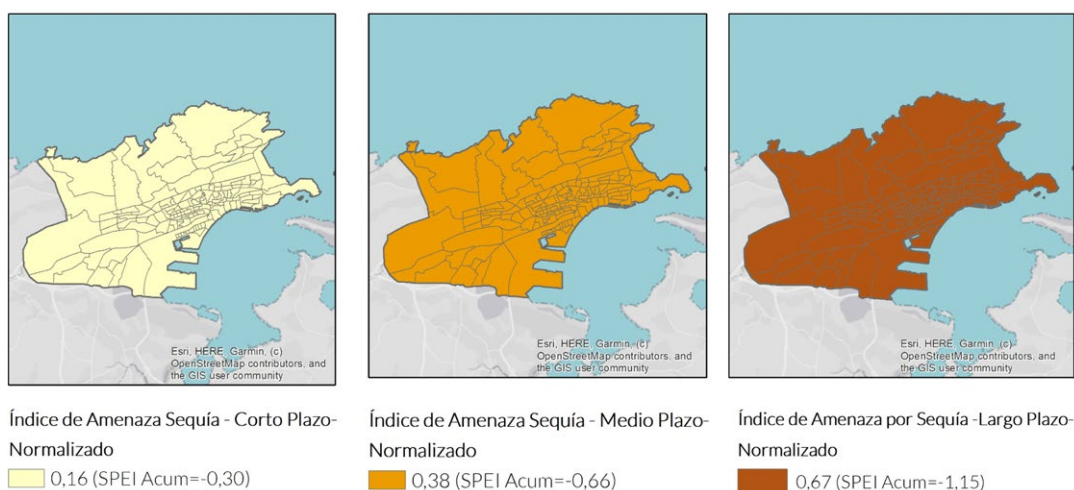 Esri, HERE, Garmin, (c)
OpenStreetMap contributors, and
the GIS user community
Índice de Amenaza Sequía - Corto Plazo-
Normalizado
0,16 (SPEI Acum=-0,30)
Esri, HERE, Garmin, (c)
OpenStreetMap contributors, and
the GIS user community
Índice de Amenaza Sequía - Medio Plazo-
Normalizado
0,38 (SPEI Acum=-0,66)
Esri, HERE, Garmin, (c)
OpenStreetMap contributors, and
the GIS user community
Índice de Amenaza por Sequía -Largo Plazo-
Normalizado
0,67 (SPEI Acum=-1,15)